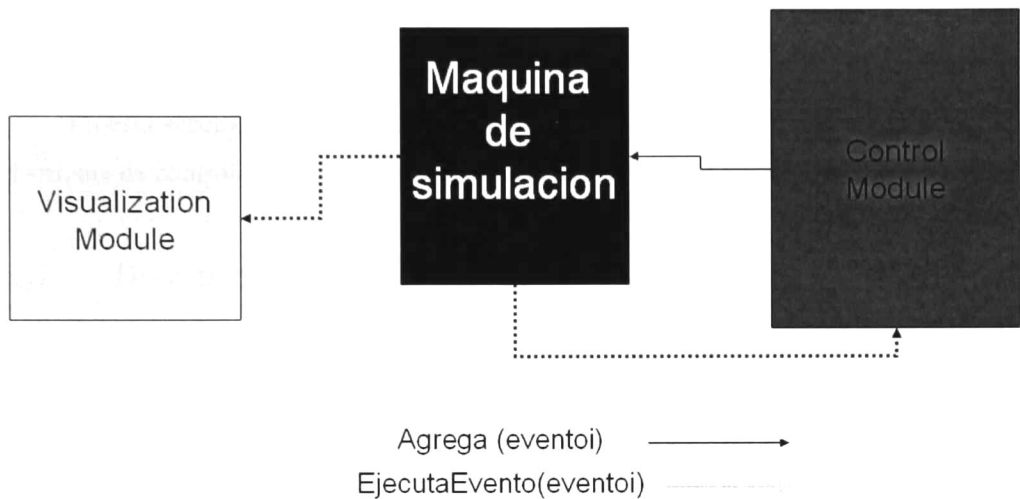 Maquina
de
simulacion
Control
Module
Visualization
Module
Agrega (eventoi)
EjecutaEvento(eventoi)